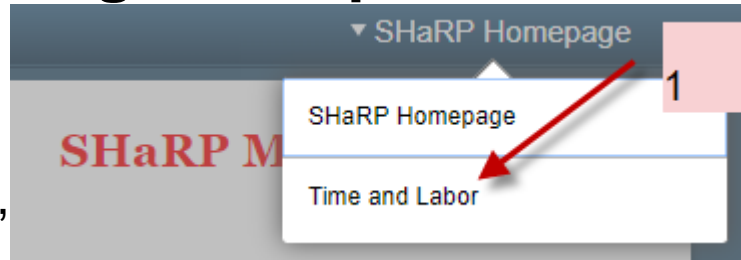 ▼ SHaRP Homepage
1
SHaRP Homepage
SHaRP M
Time and Labor
,